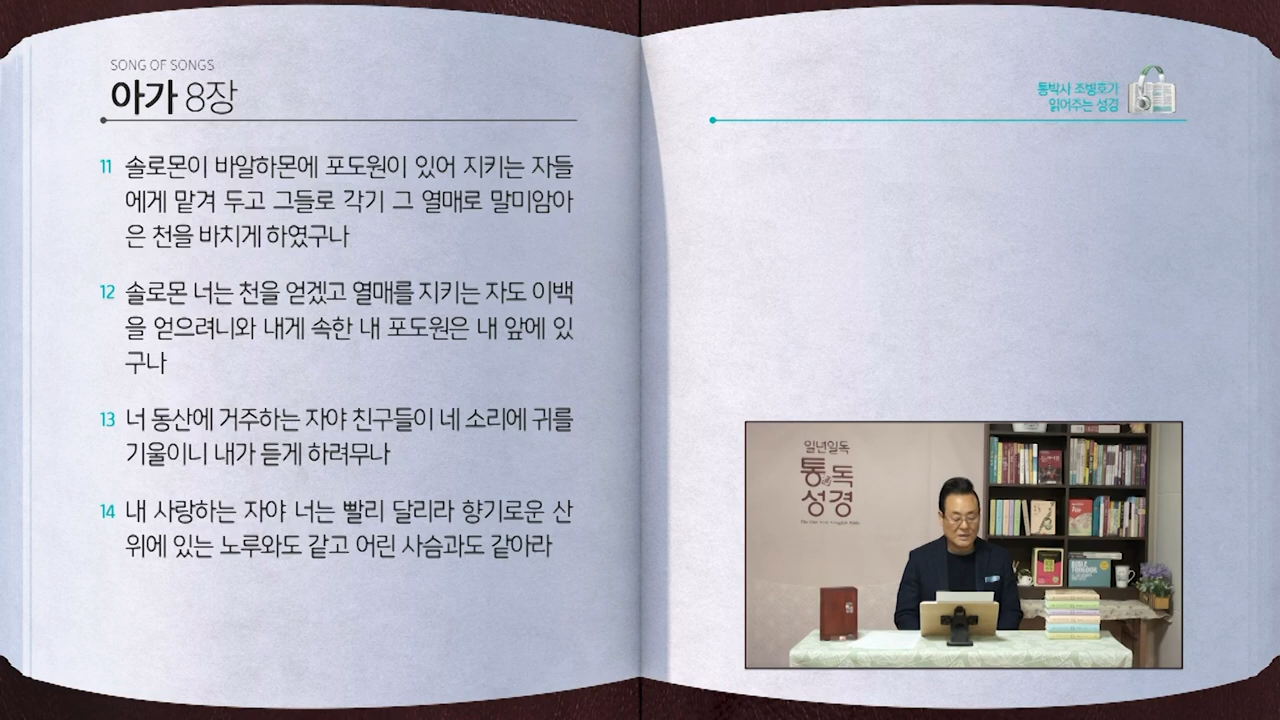 SONG OF SONGS
아가 8장
11 솔로몬이 바알하몬에 포도원이 있어 지키는 자들
에게 맡겨 두고 그들로 각기 그 열매로 말미암아
은 천을 바치게 하였구나
12 솔로몬 너는 천을 얻겠고 열매를 지키는 자도 이백
을 얻으려니와 내게 속한 내 포도원은 내 앞에 있
구나
13 너 동산에 거주하는 자야 친구들이 네 소리에 귀를
기울이니 내가 듣게 하려무나
14 내 사랑하는 자야 너는 빨리 달리라 향기로운 산
위에 있는 노루와도 같고 어린 사슴과도 같아라
통박사 조병호가
읽어주는 성경
일년일독
통독
성경